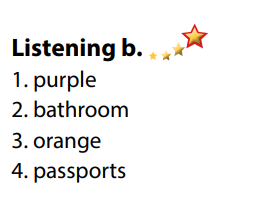 Listening b.
1. purple
2. bathroom
3. orange
4. passports